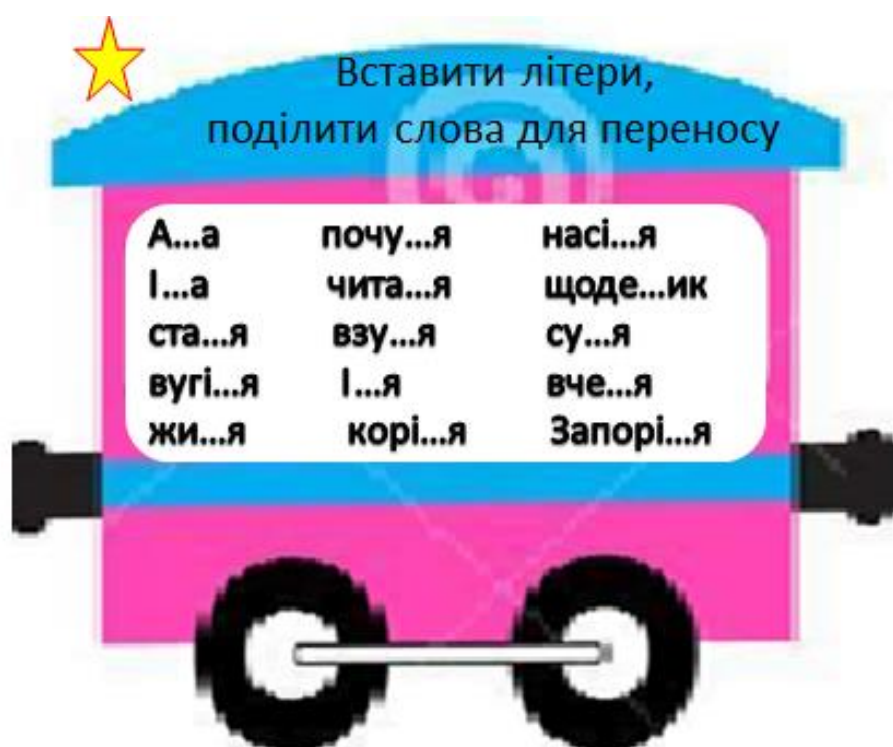 Вставити літери,
поділити слова для переносу
А...а почу...я насі...я
І...а чита...я щоде...ик
ста...я взу...я су...я
вугі...я І...я вче...я
жи...я корі...я Запорі...я